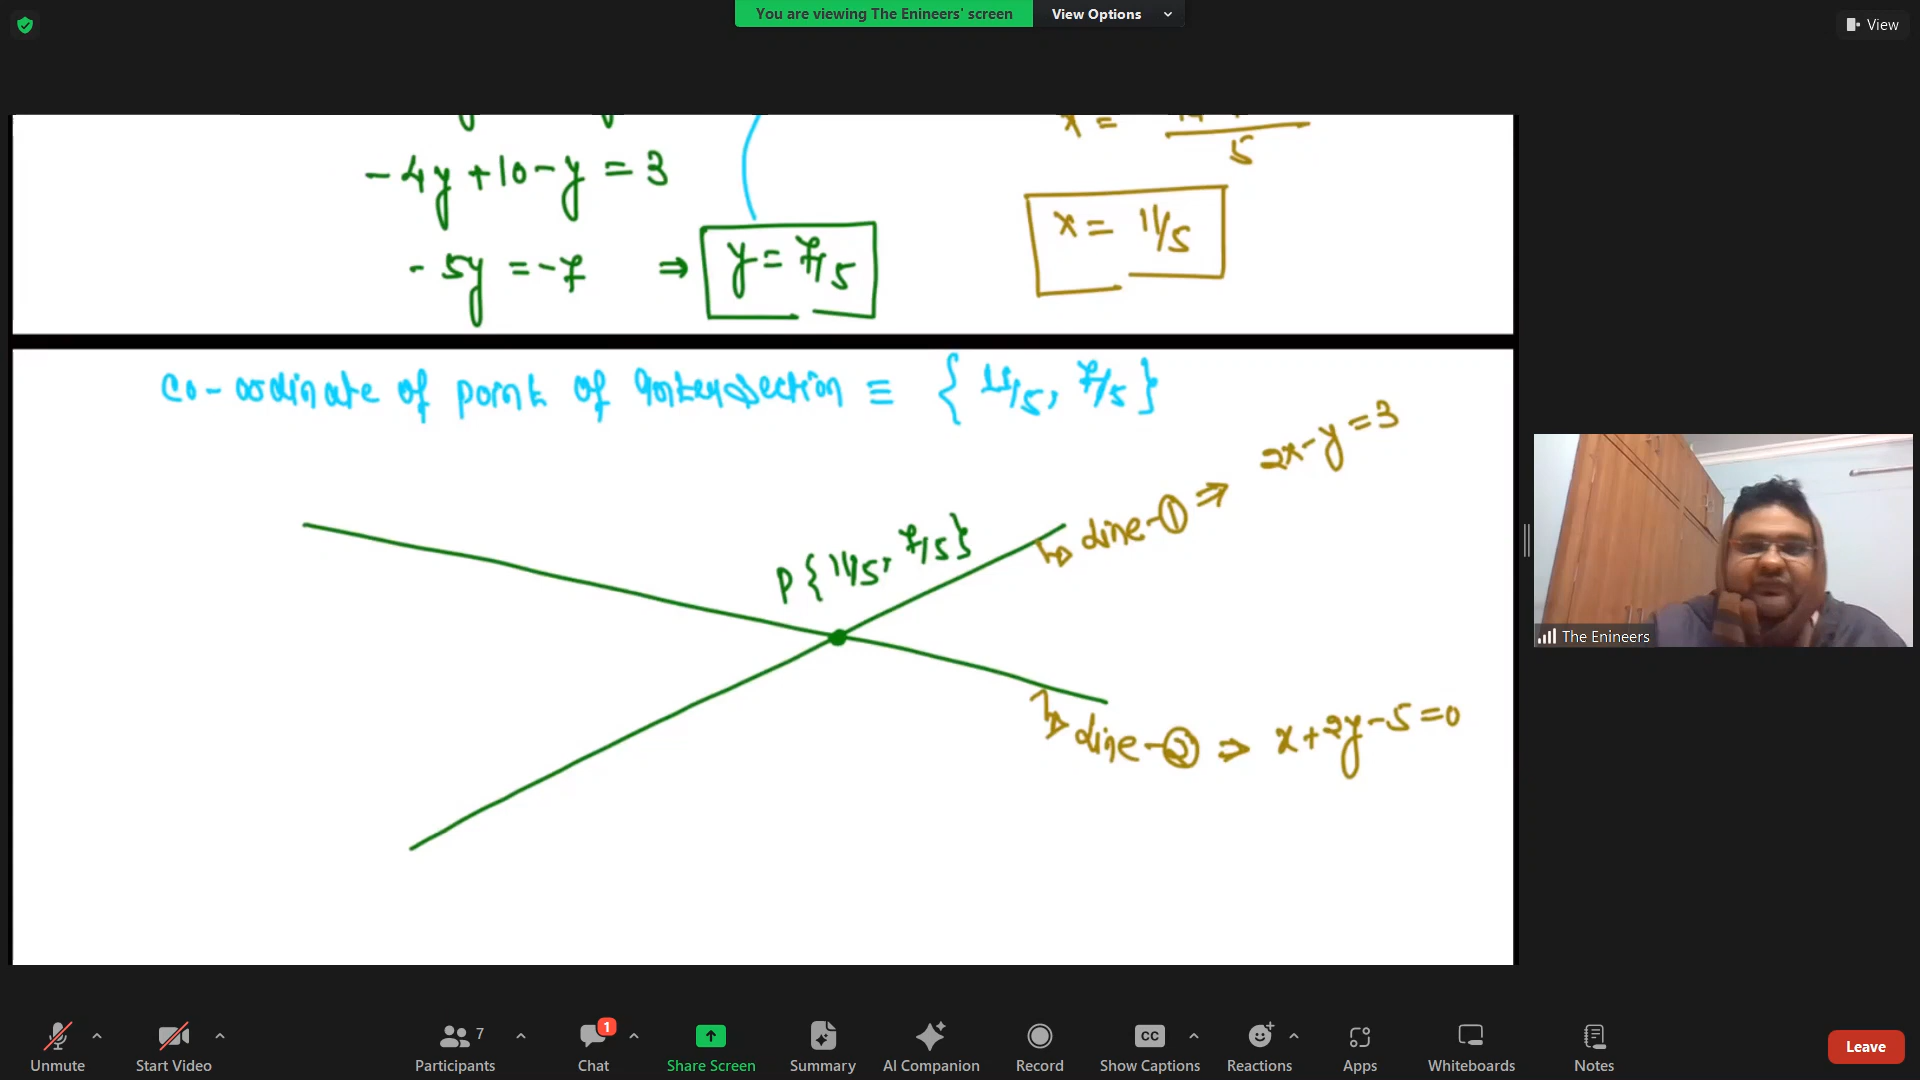 You are viewing The Enineers' screen
View Options
View
-4y + 10 - y = 3
-5y = -7 ⇒ y = 7/5
x = 
5
x = 11/5
Co-ordinate of point of intersection ≡ { 11/5, 7/5 }
2x - y = 3
P { 11/5, 7/5 }
Line-① ⇒
Line-② ⇒ x + 2y - 5 = 0
The Enineers
Unmute
Start Video
7
Participants
1
Chat
Share Screen
Summary
AI Companion
Record
CC
Show Captions
Reactions
Apps
Whiteboards
Notes
Leave